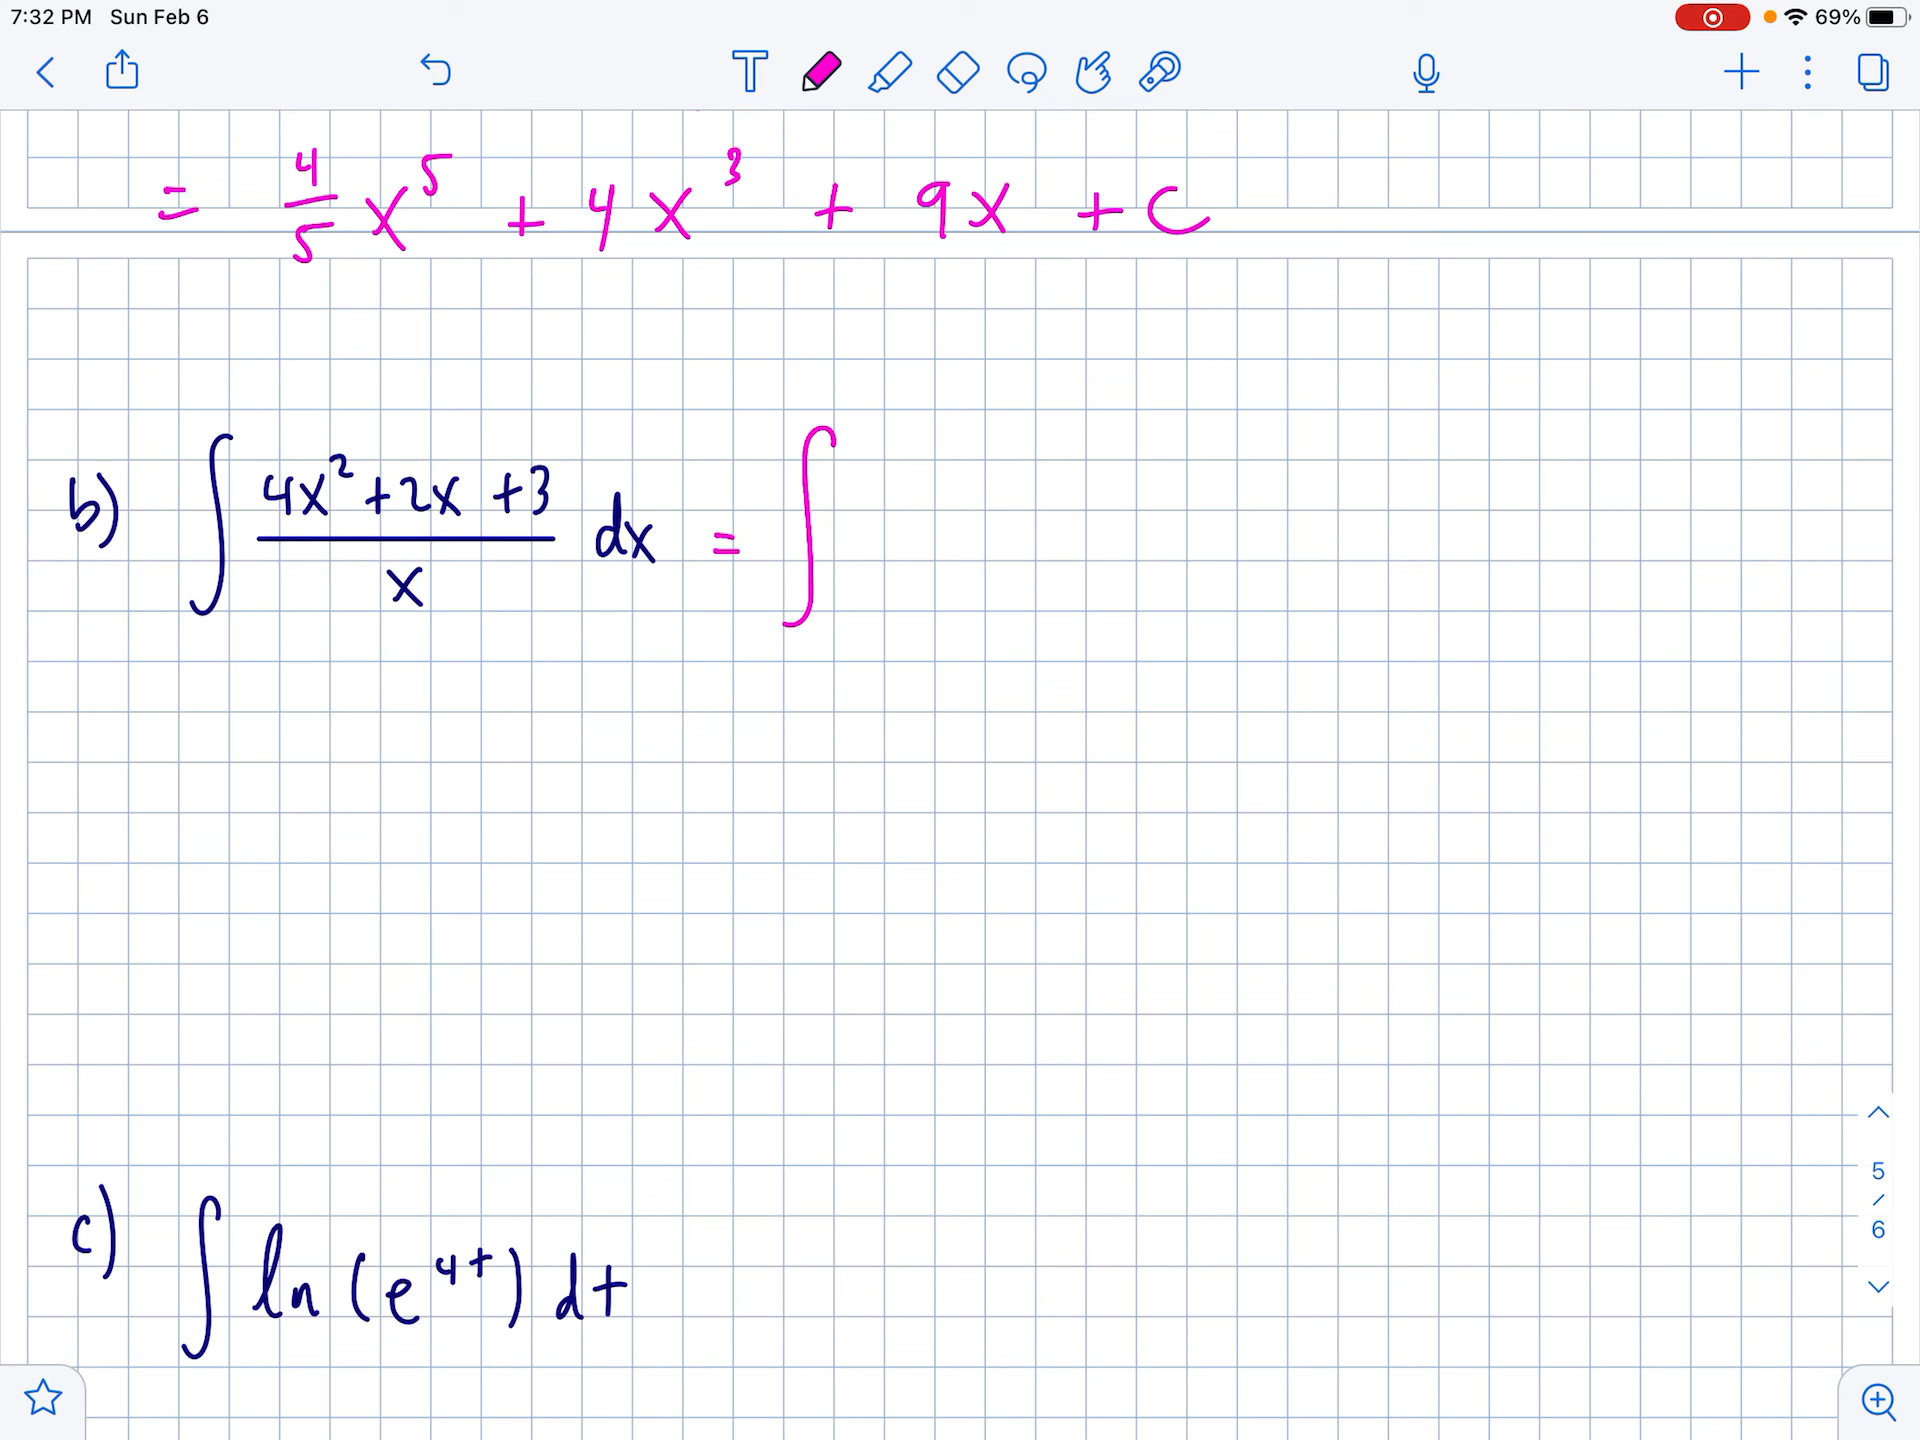 7:32 PM Sun Feb 6 69%
T
= 4/5 x^5 + 4x^3 + 9x + C
b) ∫ (4x^2+2x+3)/x dx = ∫
5
/
6
c) ∫ ln(e^4t) dt